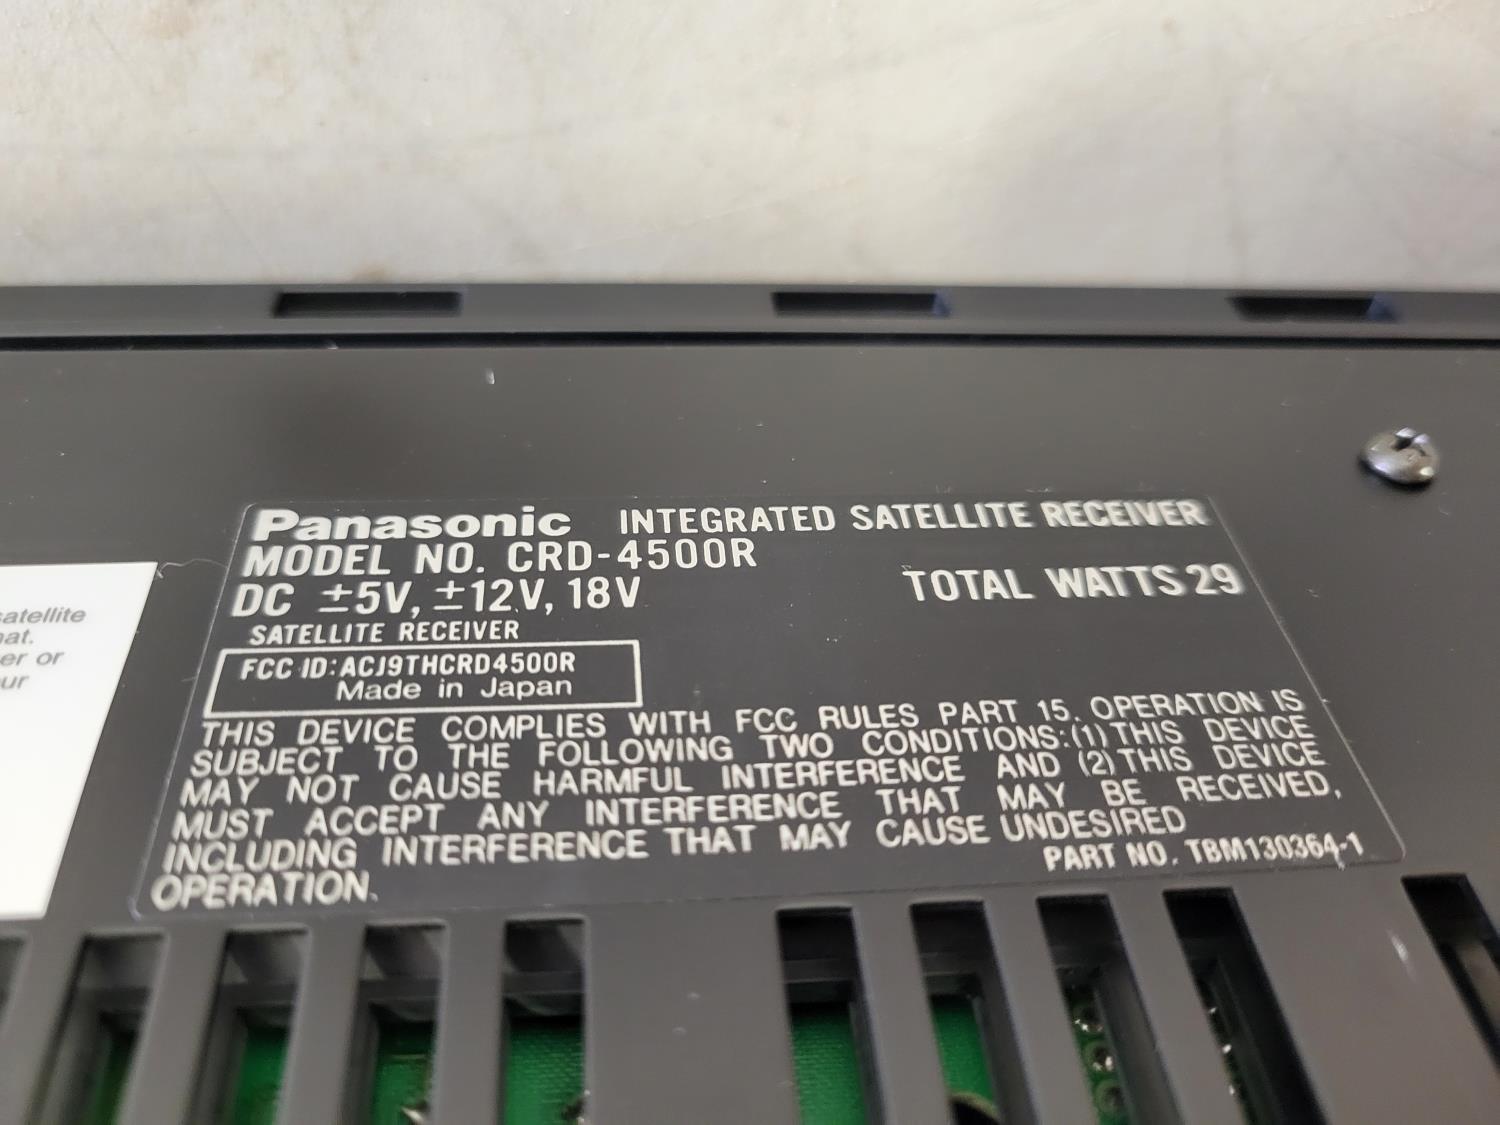 Panasonic INTEGRATED SATELLITE RECEIVER
MODEL NO. CRD-4500R
DC ±5V, ±12V, 18V TOTAL WATTS 29
SATELLITE RECEIVER
FCC ID: ACJ9THCRD4500R
Made in Japan
THIS DEVICE COMPLIES WITH FCC RULES PART 15. OPERATION IS
SUBJECT TO THE FOLLOWING TWO CONDITIONS: (1) THIS DEVICE
MAY NOT CAUSE HARMFUL INTERFERENCE AND (2) THIS DEVICE
MUST ACCEPT ANY INTERFERENCE THAT MAY BE RECEIVED,
INCLUDING INTERFERENCE THAT MAY CAUSE UNDESIRED
OPERATION.
PART NO. TBM130364-1
er or